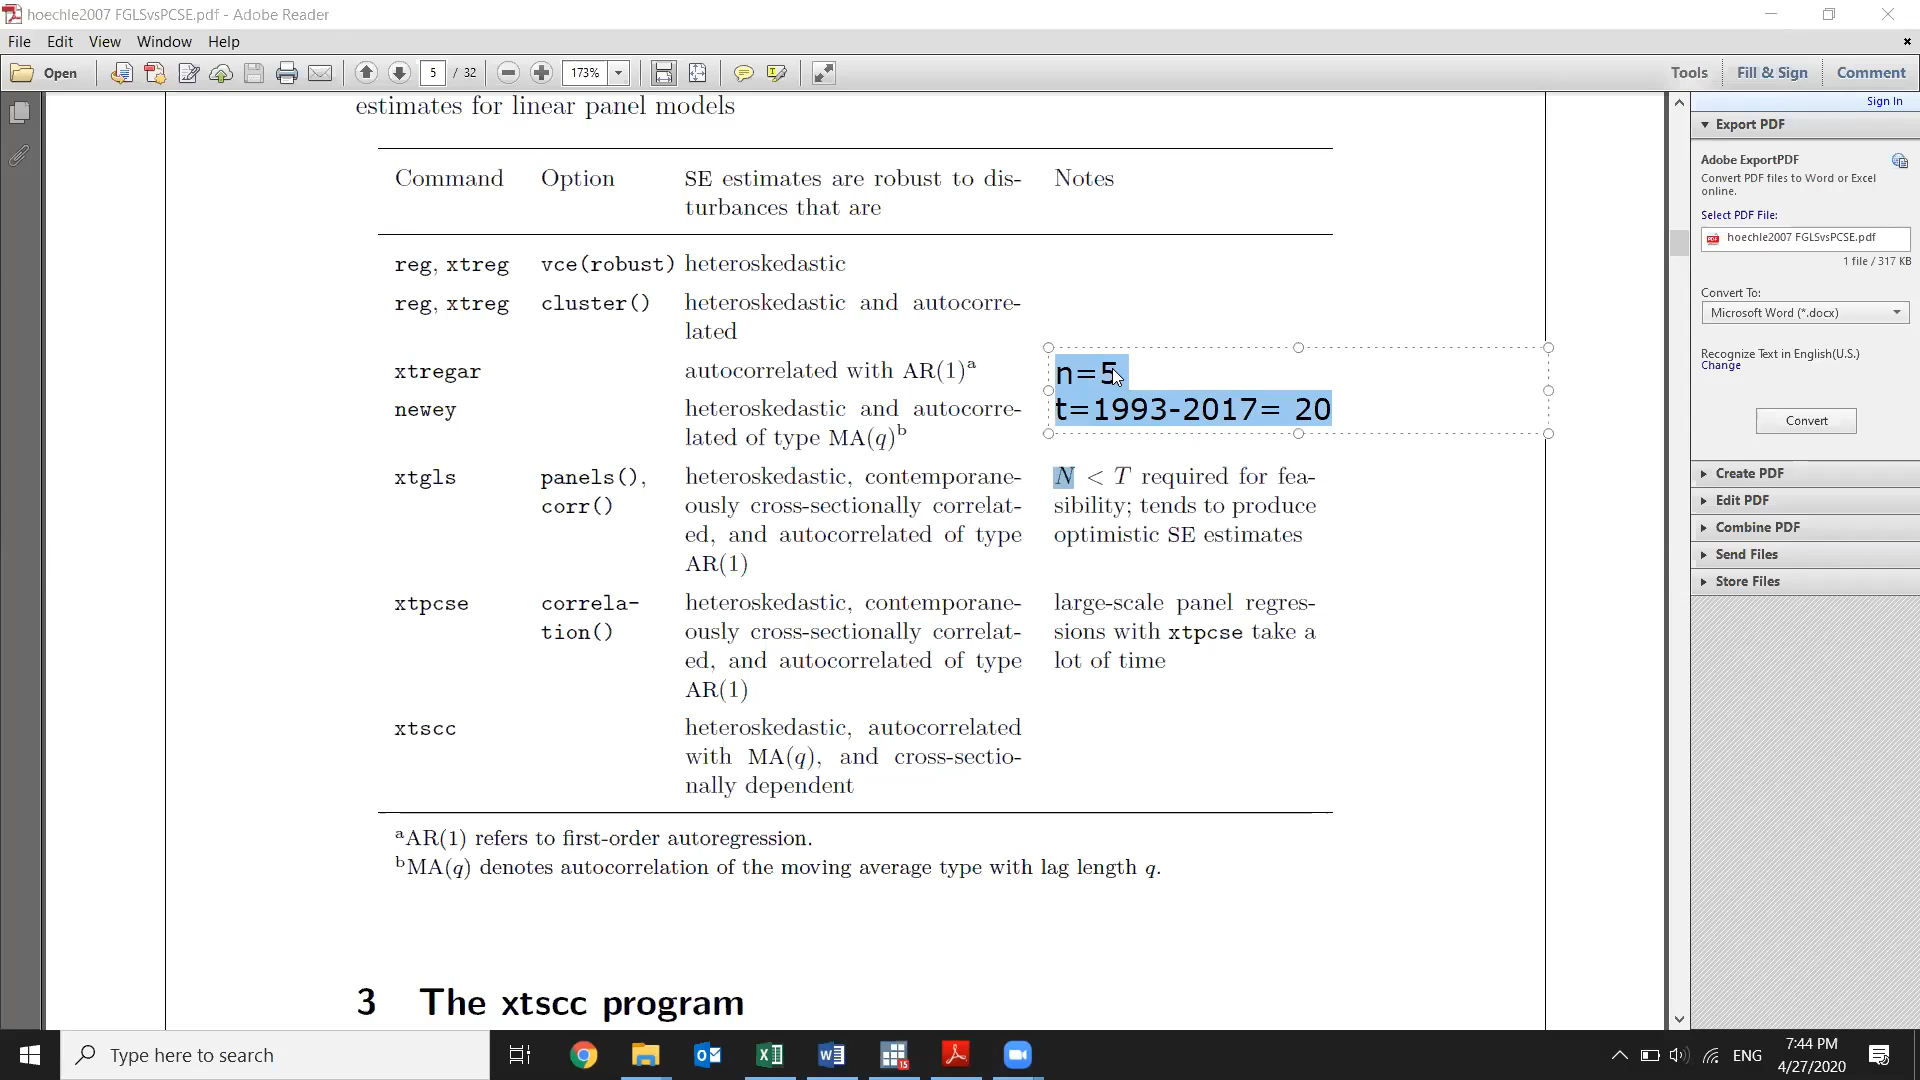 hoechle2007 FGLSvsPCSE.pdf - Adobe Reader
File Edit View Window Help
Open 5 / 32 173% Tools Fill & Sign Comment
estimates for linear panel models
Command Option SE estimates are robust to dis-
turbances that are Notes
reg, xtreg vce(robust) heteroskedastic
reg, xtreg cluster() heteroskedastic and autocorre-
lated
xtregar autocorrelated with AR(1)a
newey heteroskedastic and autocorre-
lated of type MA(q)b
n=5
t=1993-2017= 20
xtgls panels(),
corr() heteroskedastic, contemporane-
ously cross-sectionally correlat-
ed, and autocorrelated of type
AR(1)
N < T required for fea-
sibility; tends to produce
optimistic SE estimates
xtpcse correla-
tion() heteroskedastic, contemporane-
ously cross-sectionally correlat-
ed, and autocorrelated of type
AR(1)
large-scale panel regres-
sions with xtpcse take a
lot of time
xtscc heteroskedastic, autocorrelated
with MA(q), and cross-sectio-
nally dependent
aAR(1) refers to first-order autoregression.
bMA(q) denotes autocorrelation of the moving average type with lag length q.
3 The xtscc program
Sign In
Export PDF
Adobe ExportPDF
Convert PDF files to Word or Excel
online.
Select PDF File:
hoechle2007 FGLSvsPCSE.pdf
1 file / 317 KB
Convert To:
Microsoft Word (*.docx)
Recognize Text in English(U.S.)
Change
Convert
Create PDF
Edit PDF
Combine PDF
Send Files
Store Files
Type here to search
15
ENG
7:44 PM
4/27/2020